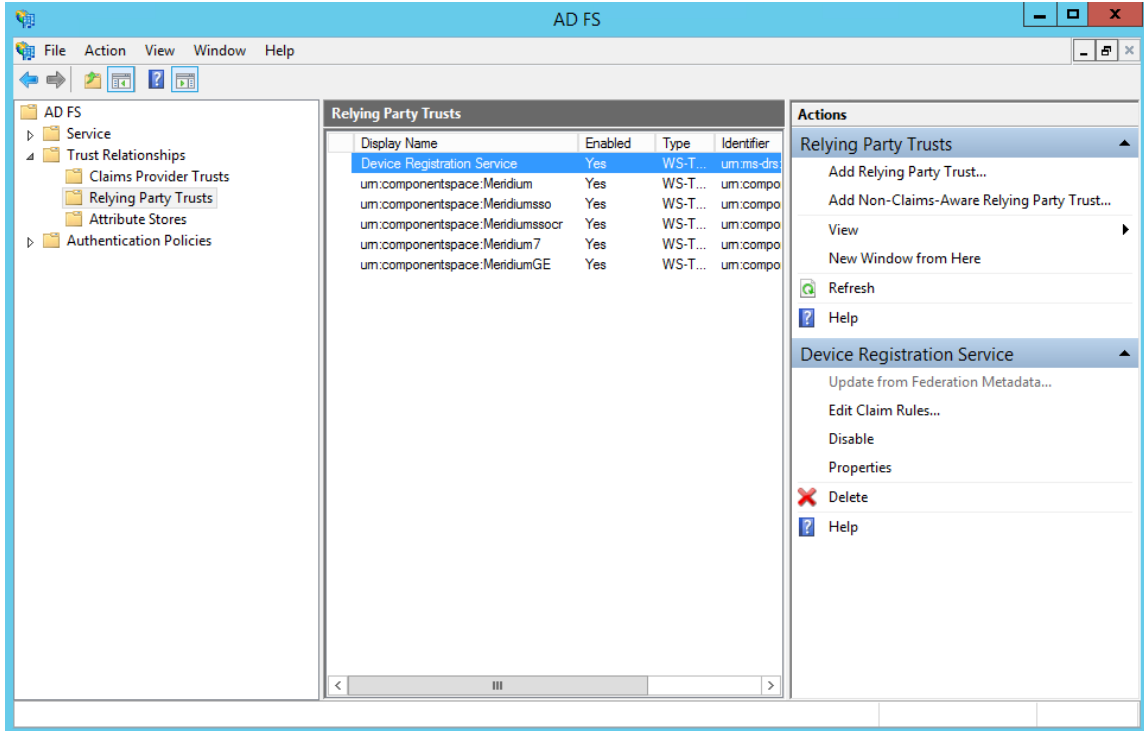 AD FS
File Action View Window Help
AD FS
Service
Trust Relationships
Claims Provider Trusts
Relying Party Trusts
Attribute Stores
Authentication Policies
Relying Party Trusts
Display Name Enabled Type Identifier
Device Registration Service Yes WS-T... urn:ms-drs:
urn:componentspace:Meridium Yes WS-T... urn:compo
urn:componentspace:Meridiumsso Yes WS-T... urn:compo
urn:componentspace:Meridiumssocr Yes WS-T... urn:compo
urn:componentspace:Meridium7 Yes WS-T... urn:compo
urn:componentspace:MeridiumGE Yes WS-T... urn:compo
Actions
Relying Party Trusts
Add Relying Party Trust...
Add Non-Claims-Aware Relying Party Trust...
View
New Window from Here
Refresh
Help
Device Registration Service
Update from Federation Metadata...
Edit Claim Rules...
Disable
Properties
Delete
Help